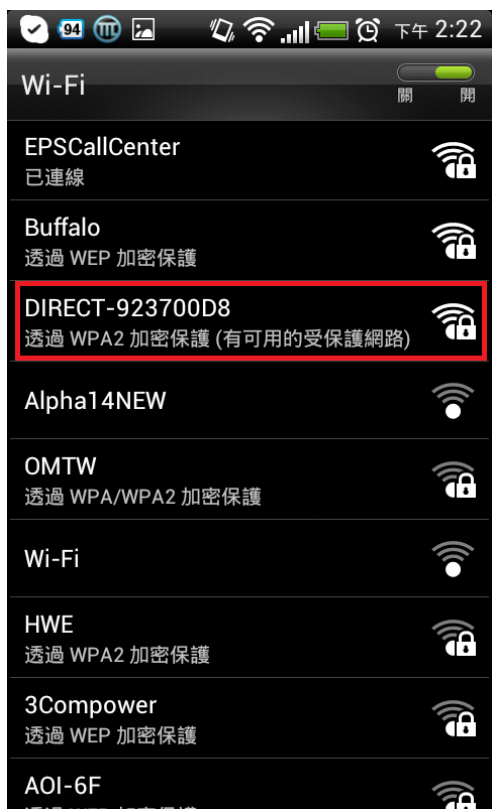 94 下午 2:22
Wi-Fi
關 開
EPSCallCenter
已連線
Buffalo
透過 WEP 加密保護
DIRECT-923700D8
透過 WPA2 加密保護 (有可用的受保護網路)
Alpha14NEW
OMTW
透過 WPA/WPA2 加密保護
Wi-Fi
HWE
透過 WPA2 加密保護
3Compower
透過 WEP 加密保護
AOI-6F